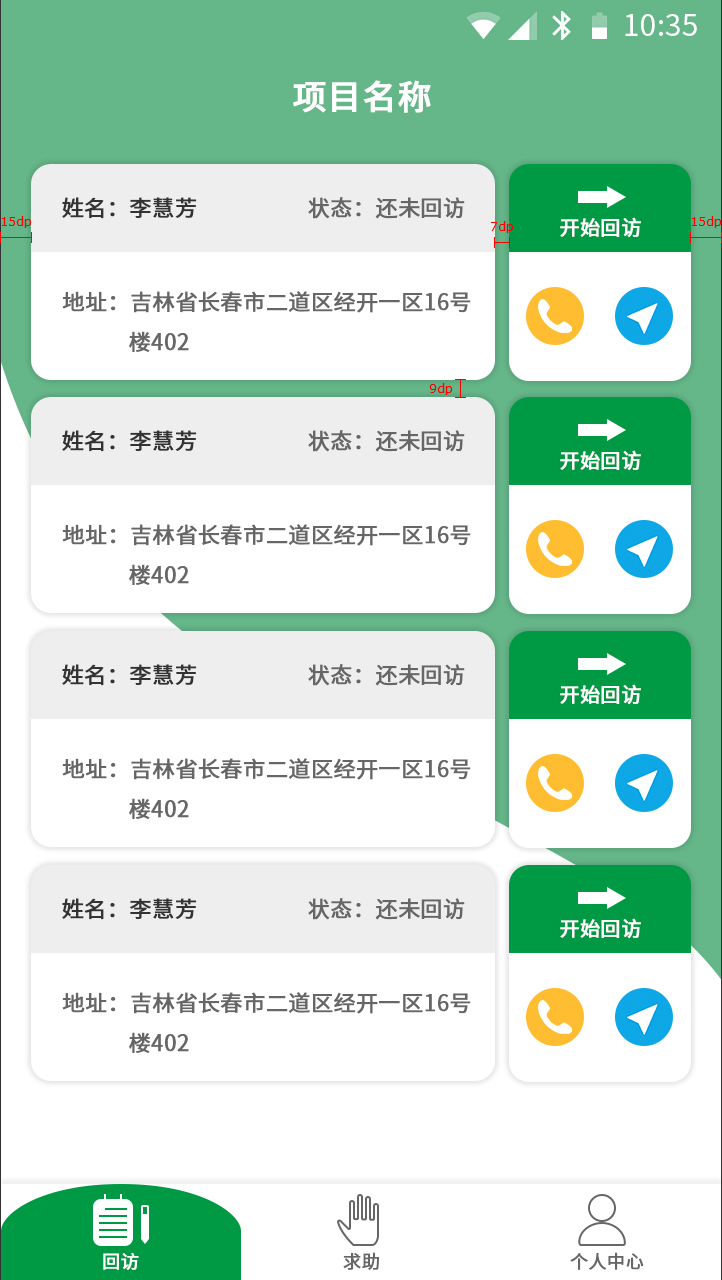 10:35
项目名称
姓名：李慧芳 状态：还未回访
开始回访
15dp
7dp
15dp
地址：吉林省长春市二道区经开一区16号
楼402
9dp
姓名：李慧芳 状态：还未回访
开始回访
地址：吉林省长春市二道区经开一区16号
楼402
姓名：李慧芳 状态：还未回访
开始回访
地址：吉林省长春市二道区经开一区16号
楼402
姓名：李慧芳 状态：还未回访
开始回访
地址：吉林省长春市二道区经开一区16号
楼402
回访
求助
个人中心